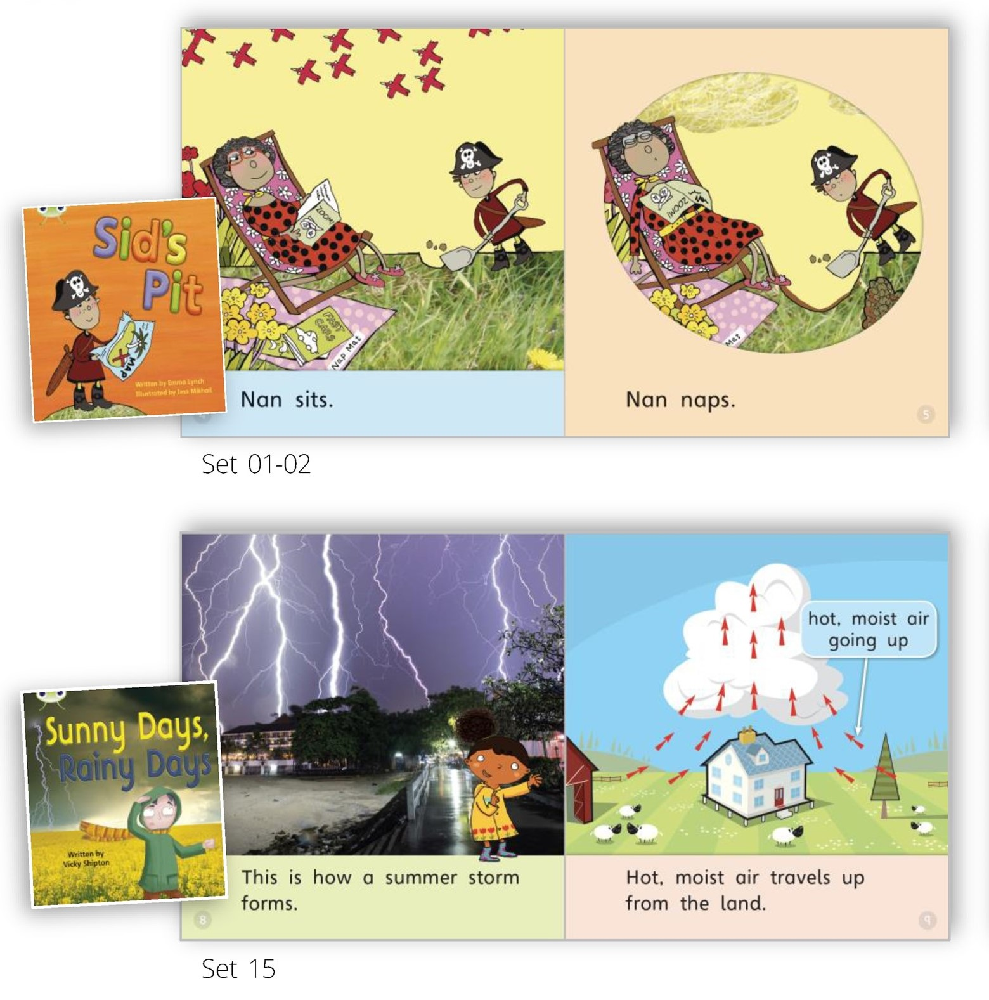 Sid's
Pit
MAP
Written by Emma Lynch
Illustrated by Jess Mikhail
ZOOM!
FAST
CARS
Nap Mat
Nan sits.
4
ZOOM!
Mat
Nan naps.
5
Set 01-02
Sunny Days,
Rainy Days
Written by
Vicky Shipton
This is how a summer storm
forms.
8
hot, moist air
going up
Hot, moist air travels up
from the land.
9
Set 15